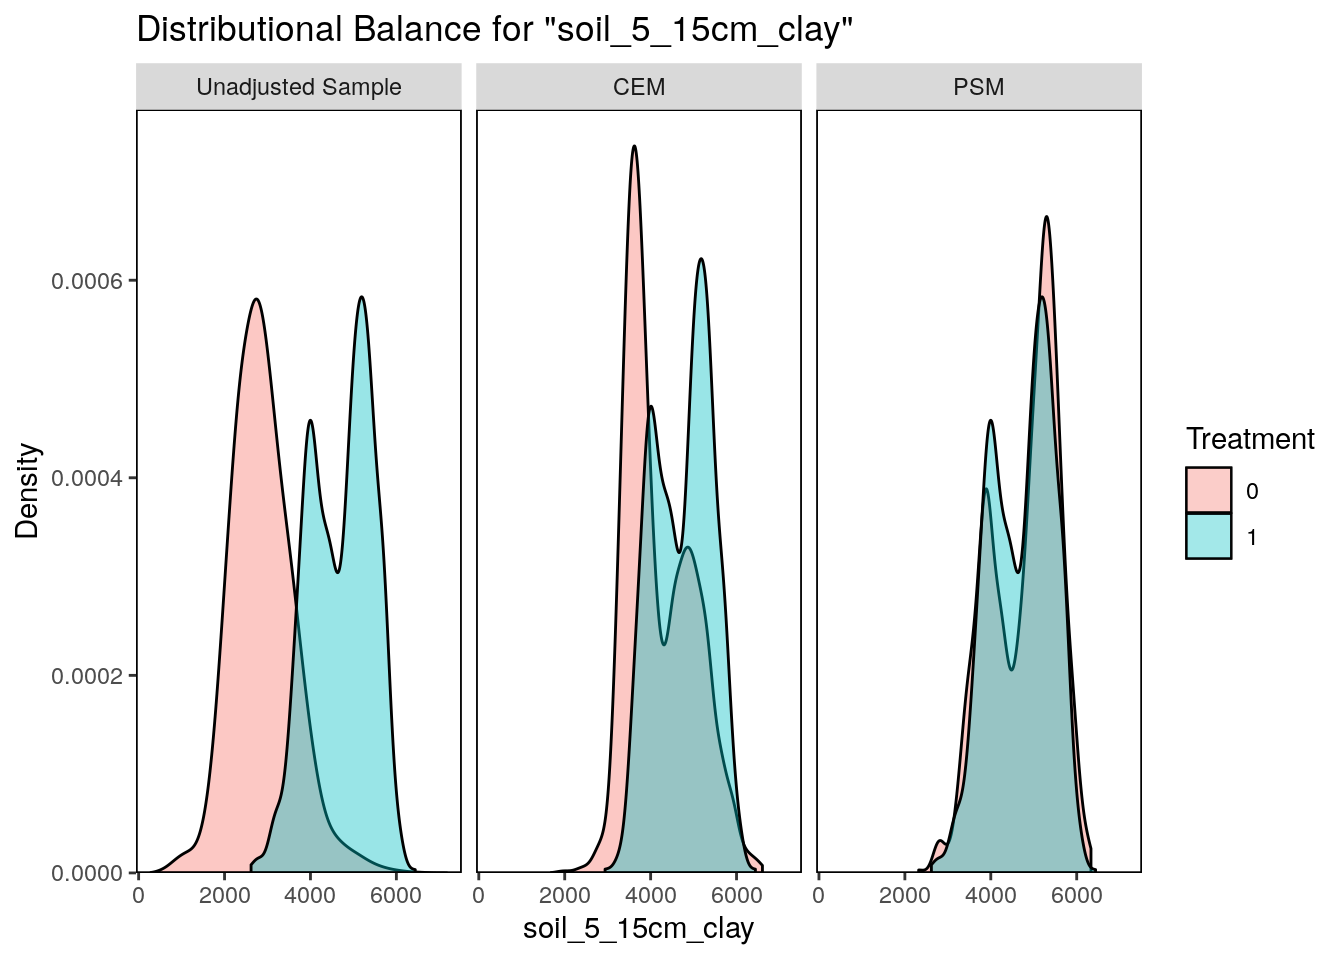 Distributional Balance for "soil_5_15cm_clay"
Unadjusted Sample
CEM
PSM
Density
0.0006
0.0004
0.0002
0.0000
0 2000 4000 6000
0 2000 4000 6000
0 2000 4000 6000
soil_5_15cm_clay
Treatment
0
1